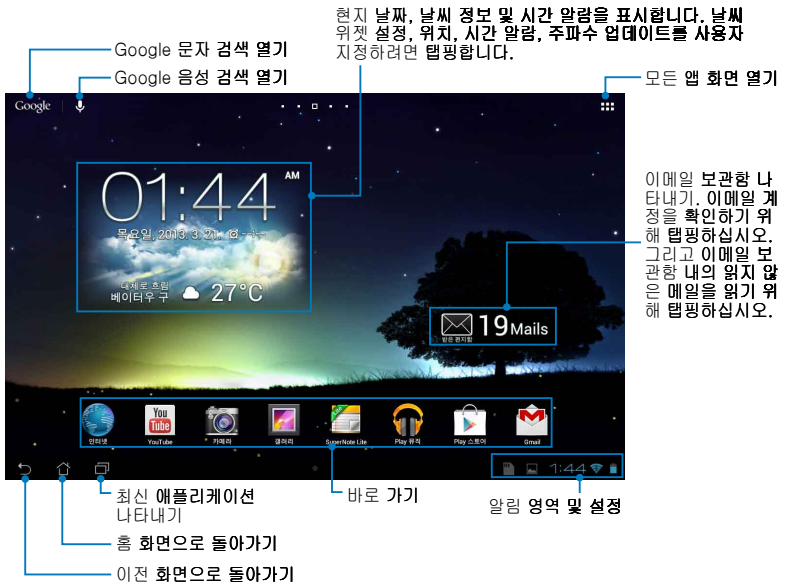 현지 날짜, 날씨 정보 및 시간 알람을 표시합니다. 날씨
위젯 설정, 위치, 시간 알람, 주파수 업데이트를 사용자
지정하려면 탭핑합니다.
Google 문자 검색 열기
Google 음성 검색 열기
모든 앱 화면 열기
Google
01:44
AM
목요일, 2013. 3. 21.
대체로 흐림
베이터우 구
27°C
이메일 보관함 나
타내기. 이메일 계
정을 확인하기 위
해 탭핑하십시오.
그리고 이메일 보
관함 내의 읽지 않
은 메일을 읽기 위
해 탭핑하십시오.
19Mails
받은 편지함
You
Tube
인터넷
YouTube
카메라
갤러리
SuperNote Lite
Play 뮤직
Play 스토어
Gmail
1:44
최신 애플리케이션
나타내기
바로 가기
알림 영역 및 설정
홈 화면으로 돌아가기
이전 화면으로 돌아가기